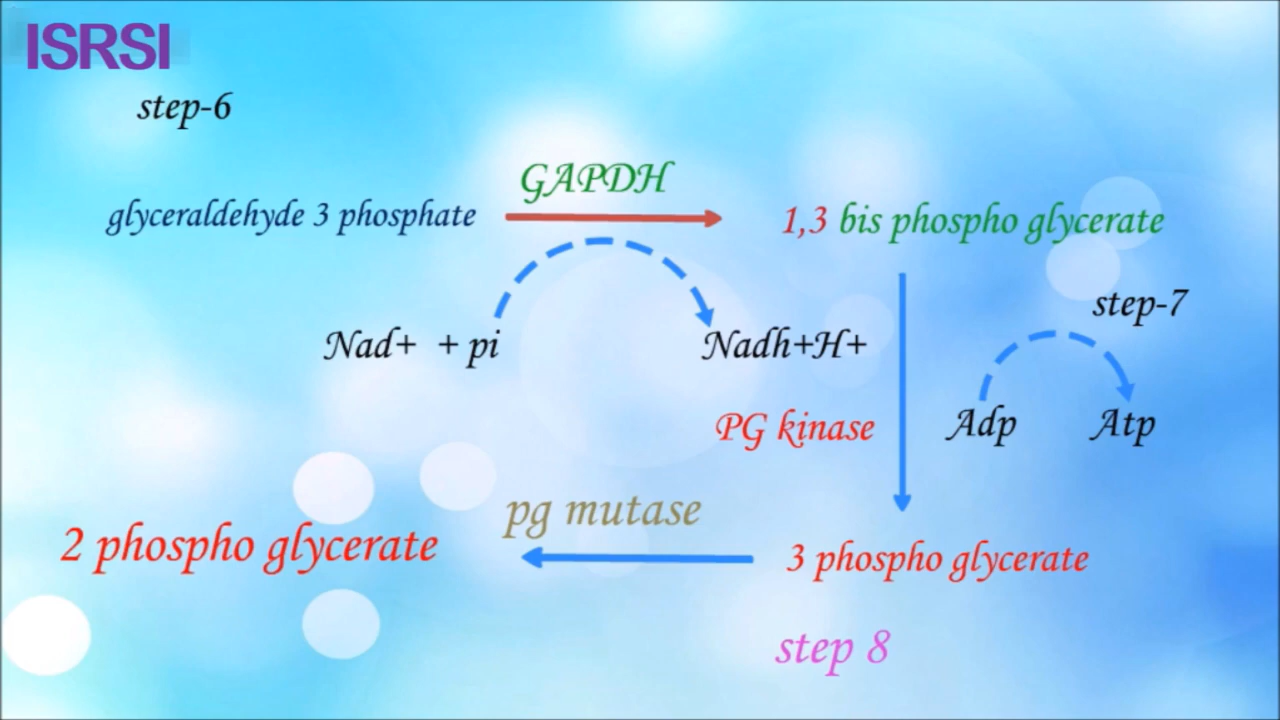 ISRSI
step-6
GAPDH
glyceraldehyde 3 phosphate
1,3 bis phospho glycerate
Nad+ + pi
Nadh+H+
step-7
PG kinase
Adp
Atp
pg mutase
2 phospho glycerate
3 phospho glycerate
step 8